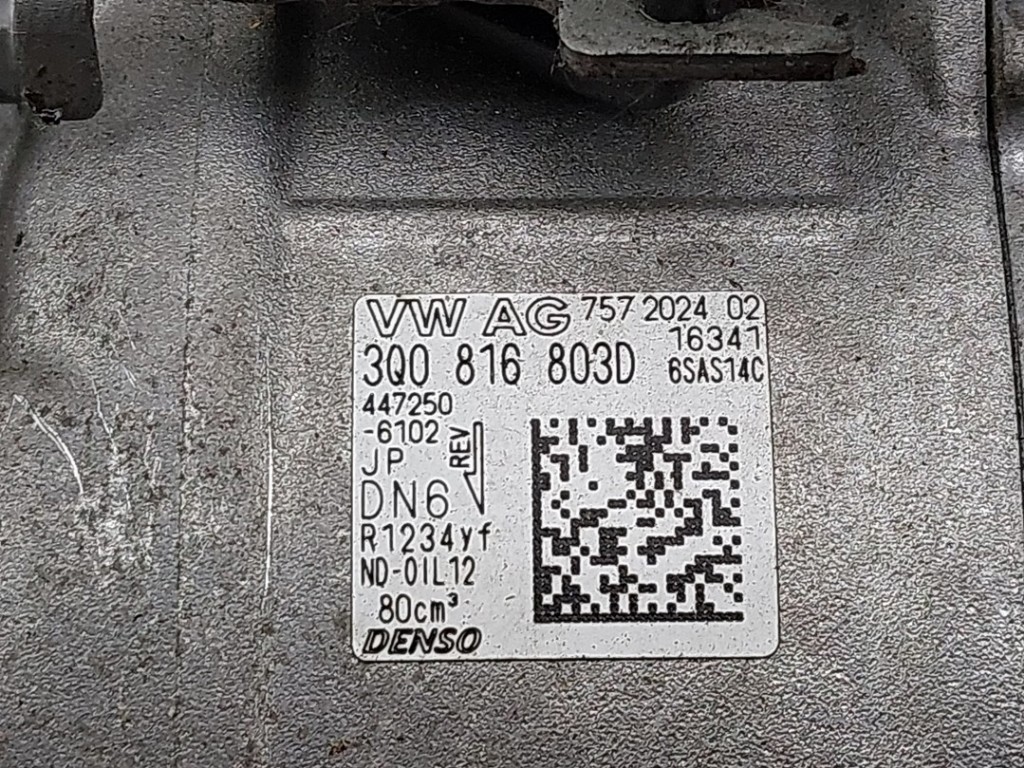 VW AG 757 2024 02
16341
3Q0 816 803D 6SAS14C
447250
-6102
REV
JP
DN6
R1234yf
ND-OIL12
80cm³
DENSO